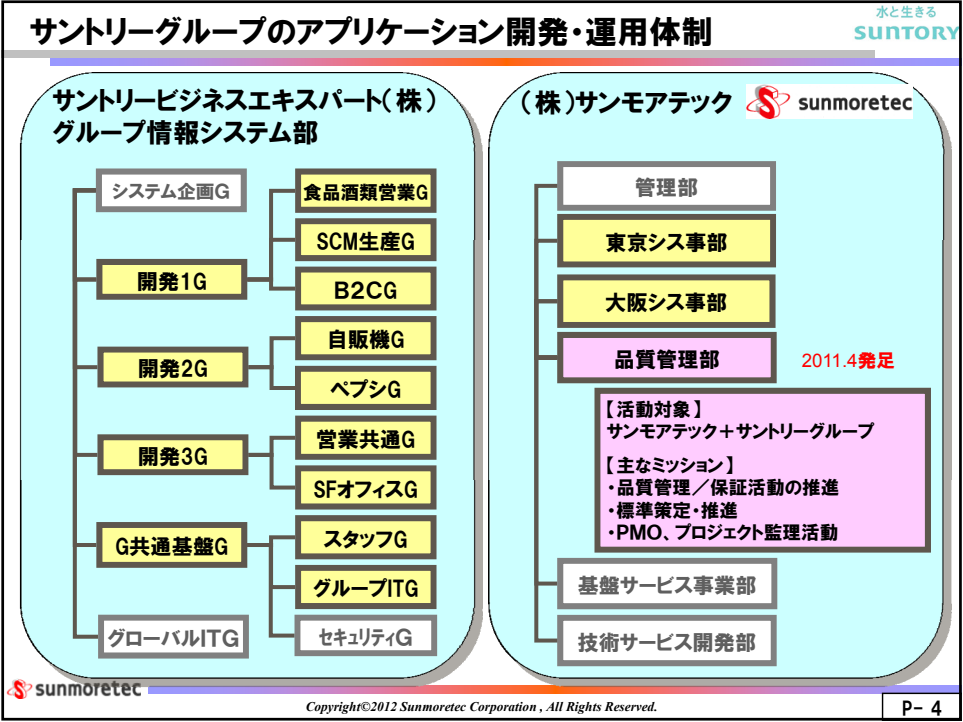 サントリーグループのアプリケーション開発・運用体制
水と生きる
SUNTORY
サントリービジネスエキスパート(株)
グループ情報システム部
システム企画G
開発1G
開発2G
開発3G
G共通基盤G
グローバルITG
食品酒類営業G
SCM生産G
B2CG
自販機G
ペプシG
営業共通G
SFオフィスG
スタッフG
グループITG
セキュリティG
(株)サンモアテック
sunmoretec
管理部
東京シス事部
大阪シス事部
品質管理部
2011.4発足
【活動対象】
サンモアテック+サントリーグループ
【主なミッション】
・品質管理/保証活動の推進
・標準策定・推進
・PMO、プロジェクト監理活動
基盤サービス事業部
技術サービス開発部
sunmoretec
Copyright©2012 Sunmoretec Corporation , All Rights Reserved.
P- 4